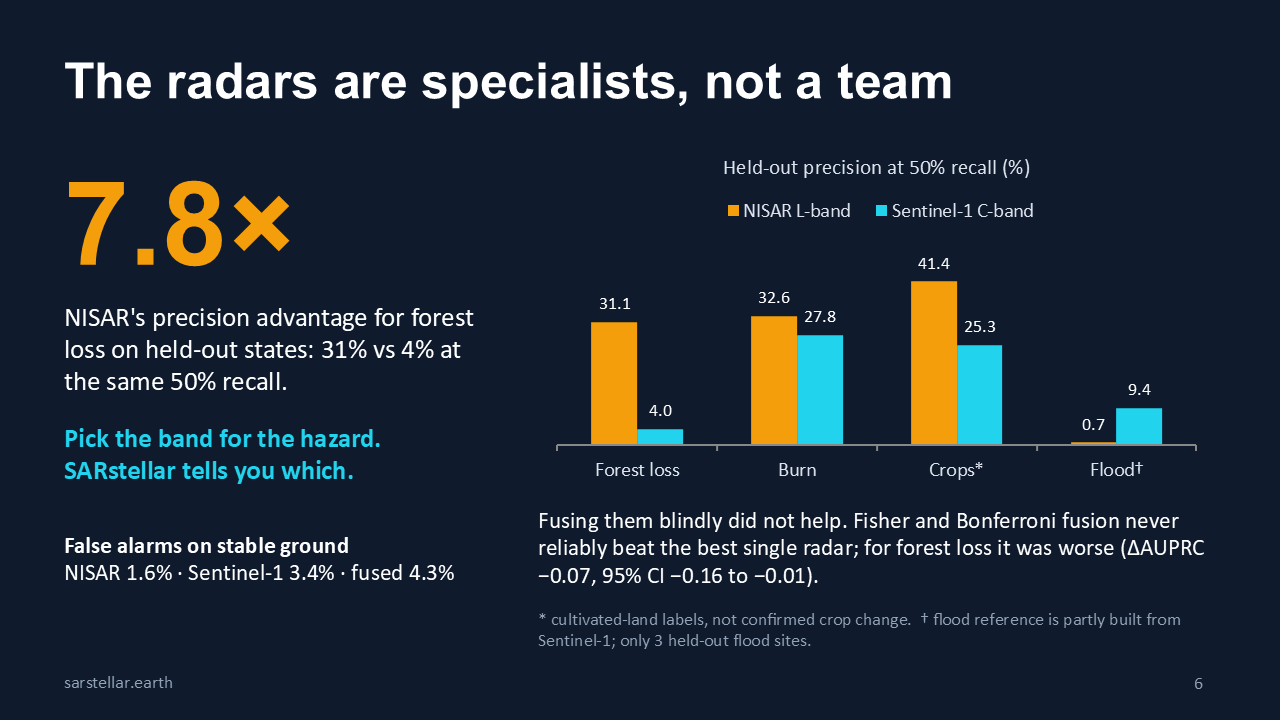 The radars are specialists, not a team
7.8×
NISAR's precision advantage for forest
loss on held-out states: 31% vs 4% at
the same 50% recall.
Pick the band for the hazard.
SARstellar tells you which.
False alarms on stable ground
NISAR 1.6% · Sentinel-1 3.4% · fused 4.3%
Held-out precision at 50% recall (%)
NISAR L-band Sentinel-1 C-band
31.1 4.0 32.6 27.8 41.4 25.3 0.7 9.4
Forest loss Burn Crops* Flood†
Fusing them blindly did not help. Fisher and Bonferroni fusion never
reliably beat the best single radar; for forest loss it was worse (ΔAUPRC
−0.07, 95% CI −0.16 to −0.01).
* cultivated-land labels, not confirmed crop change. † flood reference is partly built from
Sentinel-1; only 3 held-out flood sites.
sarstellar.earth 6